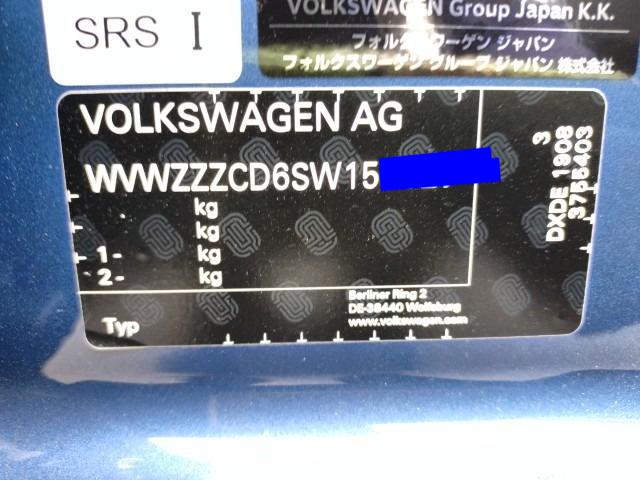 SRS I
VOLKSWAGEN Group Japan K.K.
フォルクスワーゲン ジャパン
フォルクスワーゲン グループ ジャパン 株式会社
VOLKSWAGEN AG
WVWZZZCD6SW15
kg
kg
1- kg
2- kg
Typ
Berliner Ring 2
DE-38440 Wolfsburg
www.volkswagen.com
3
DXDE 1908
3755403